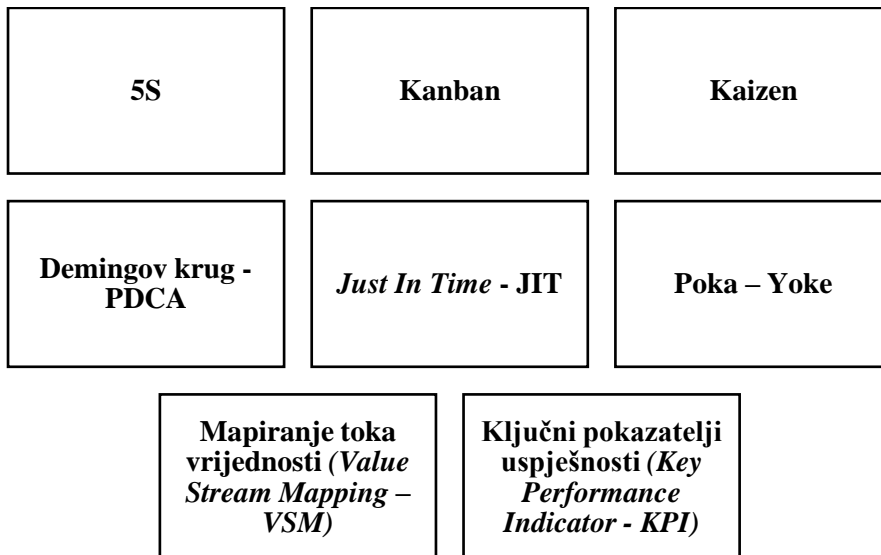 5S
Kanban
Kaizen
Demingov krug -
PDCA
Just In Time - JIT
Poka – Yoke
Mapiranje toka
vrijednosti (Value
Stream Mapping –
VSM)
Ključni pokazatelji
uspješnosti (Key
Performance
Indicator - KPI)